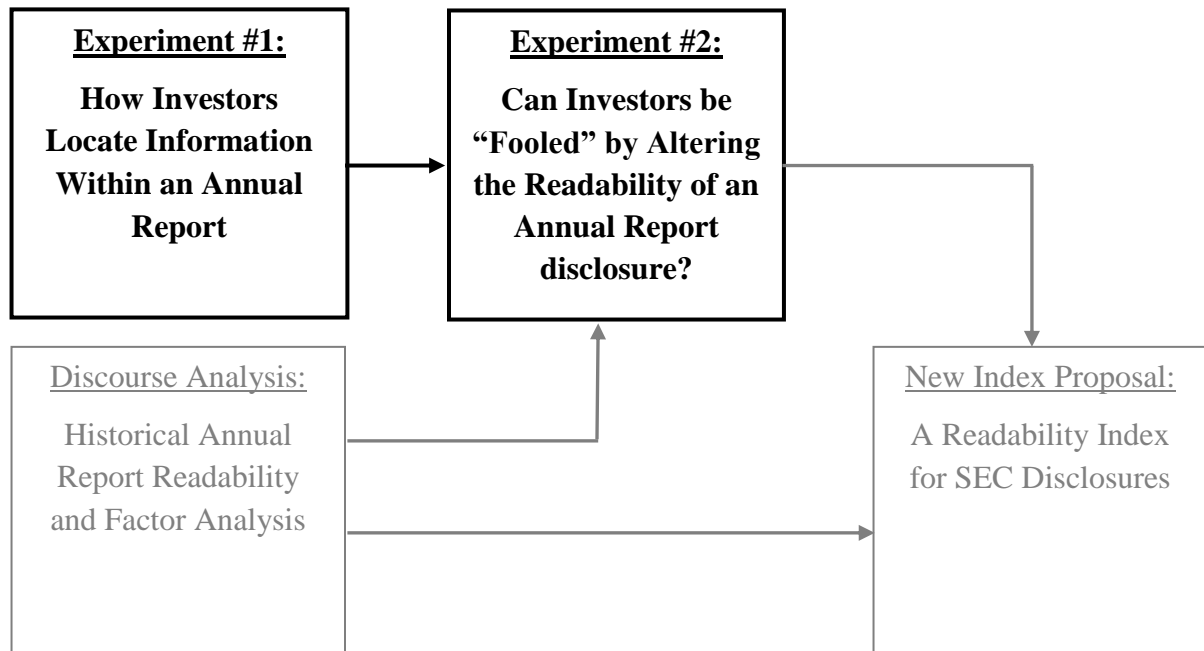 Experiment #1:
How Investors
Locate Information
Within an Annual
Report
Experiment #2:
Can Investors be
“Fooled” by Altering
the Readability of an
Annual Report
disclosure?
Discourse Analysis:
Historical Annual
Report Readability
and Factor Analysis
New Index Proposal:
A Readability Index
for SEC Disclosures